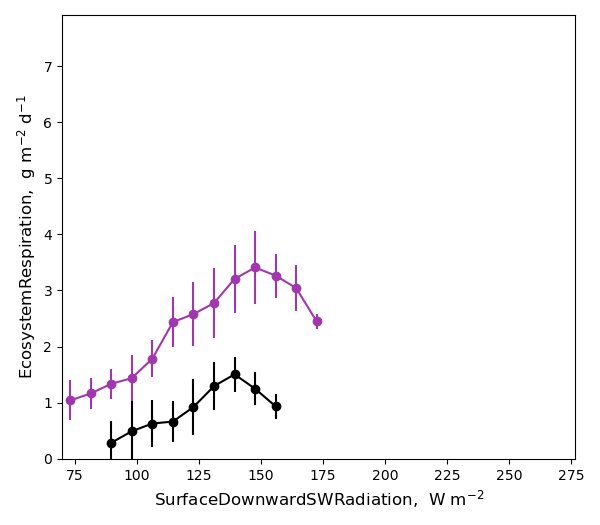 EcosystemRespiration, g m⁻² d⁻¹
7
6
5
4
3
2
1
0
75 100 125 150 175 200 225 250 275
SurfaceDownwardSWRadiation, W m⁻²